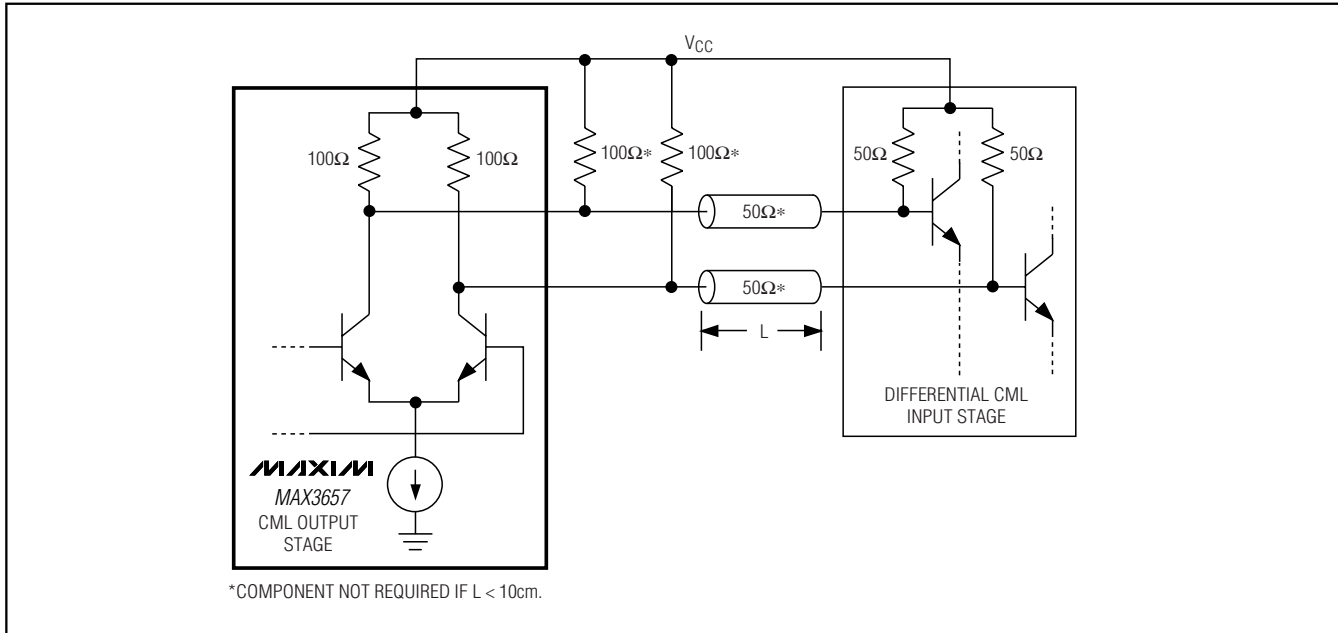 VCC
100Ω
100Ω
100Ω*
100Ω*
50Ω
50Ω
50Ω*
50Ω*
L
DIFFERENTIAL CML
INPUT STAGE
MAXIM
MAX3657
CML OUTPUT
STAGE
*COMPONENT NOT REQUIRED IF L < 10cm.